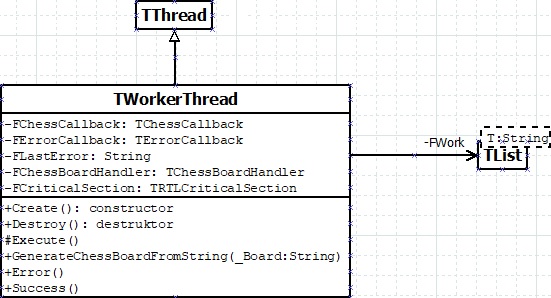 TThread
TWorkerThread
-FChessCallback: TChessCallback
-FErrorCallback: TErrorCallback
-FLastError: String
-FChessBoardHandler: TChessBoardHandler
-FCriticalSection: TRTLCriticalSection
+Create(): constructor
+Destroy(): destruktor
#Execute()
+GenerateChessBoardFromString(_Board:String)
+Error()
+Success()
-FWork
T:String
TList